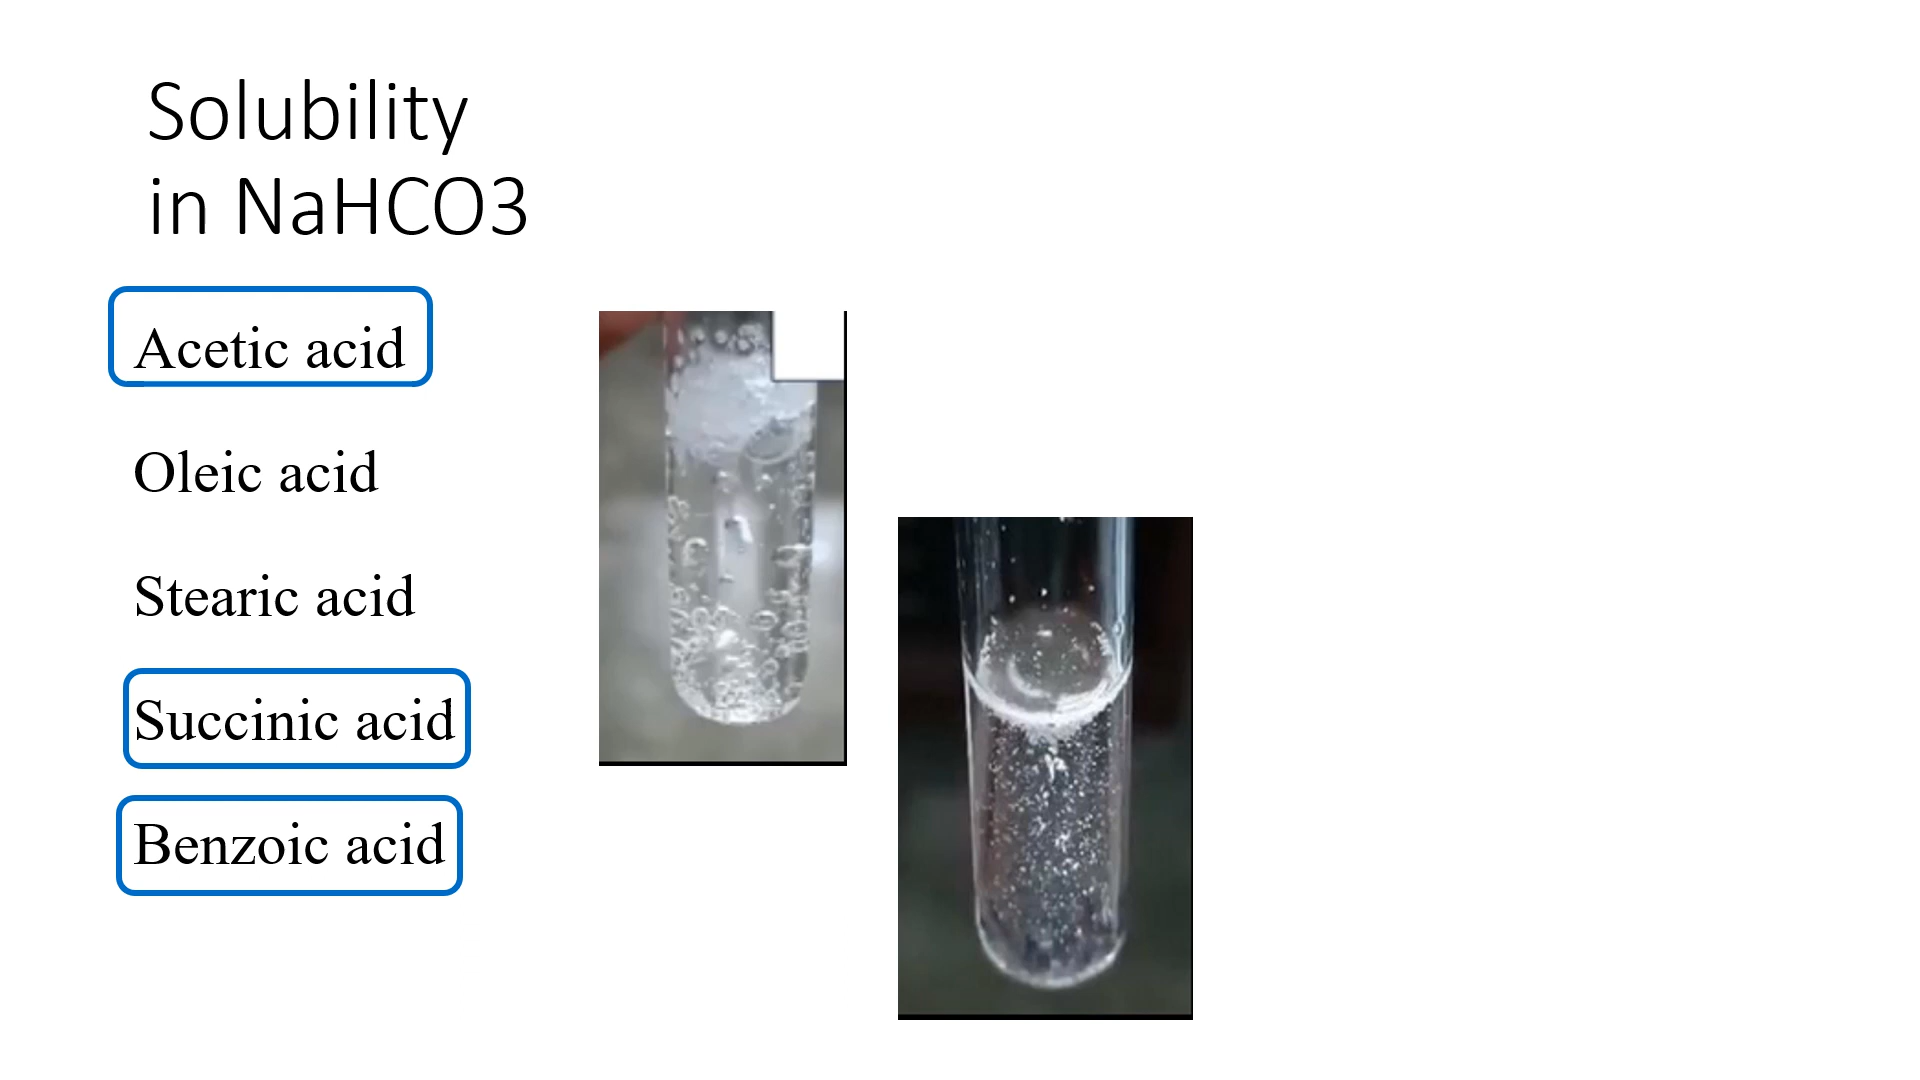 Solubility
in NaHCO3
Acetic acid
Oleic acid
Stearic acid
Succinic acid
Benzoic acid